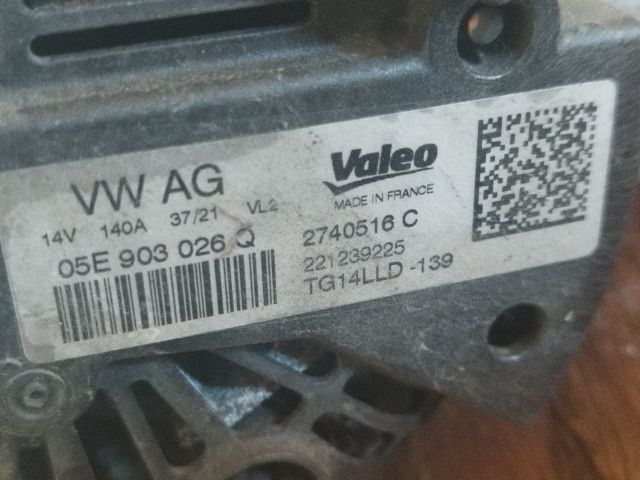 VW AG
14V 140A 37/21 VL2
05E 903 026 Q
Valeo
MADE IN FRANCE
2740516 C
221239225
TG14LLD -139